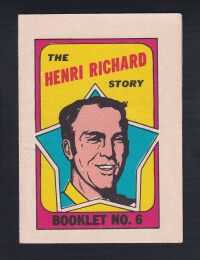 THE
HENRI RICHARD
STORY
BOOKLET NO. 6